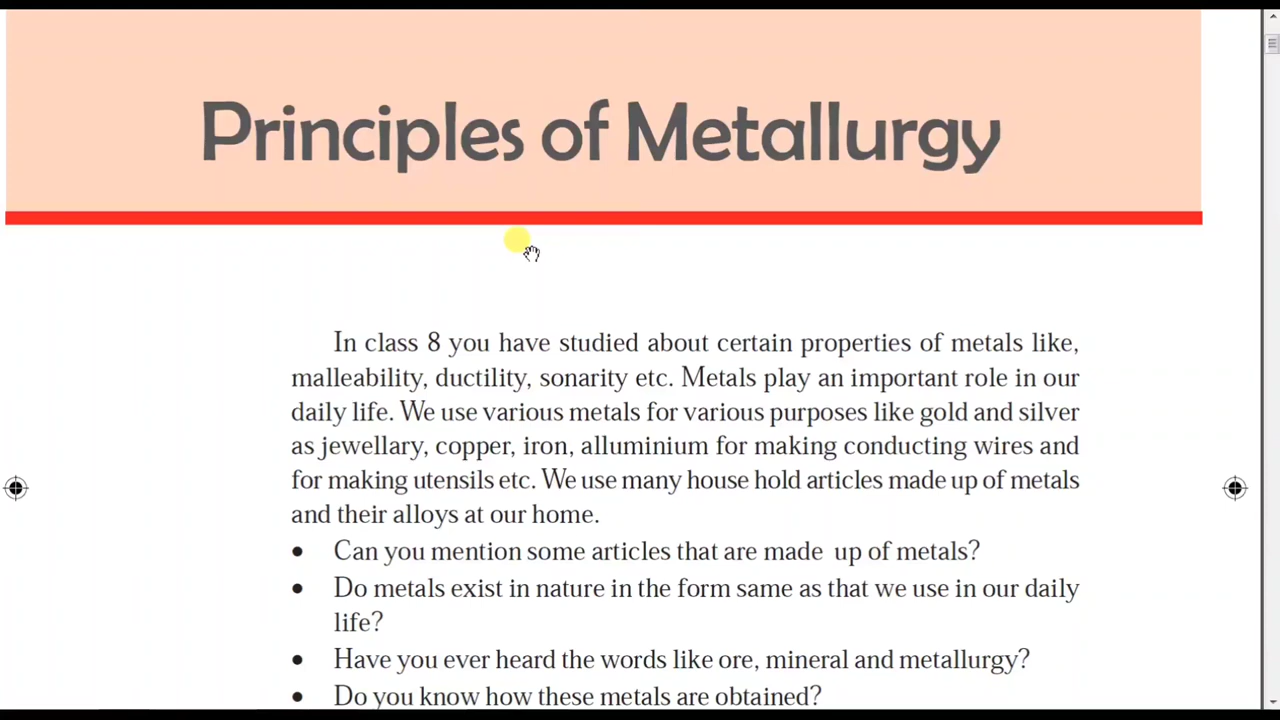 Principles of Metallurgy
In class 8 you have studied about certain properties of metals like,
malleability, ductility, sonarity etc. Metals play an important role in our
daily life. We use various metals for various purposes like gold and silver
as jewellary, copper, iron, alluminium for making conducting wires and
for making utensils etc. We use many house hold articles made up of metals
and their alloys at our home.
• Can you mention some articles that are made up of metals?
• Do metals exist in nature in the form same as that we use in our daily
life?
• Have you ever heard the words like ore, mineral and metallurgy?
• Do you know how these metals are obtained?